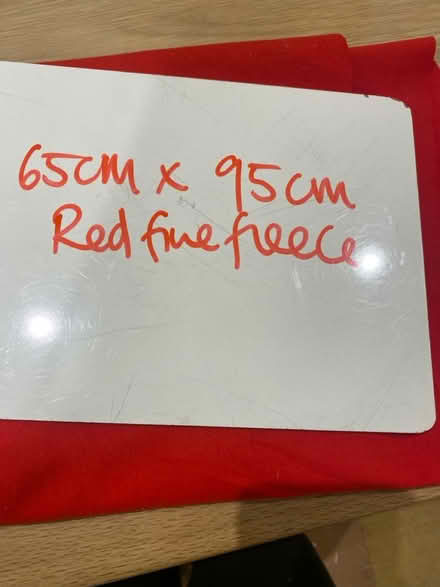 65cm x 95cm
Red fine fleece